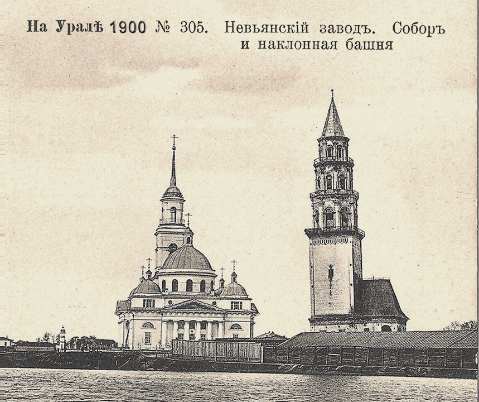 На Уралѣ 1900 № 305. Невьянскій заводъ. Соборъ
и наклонная башня